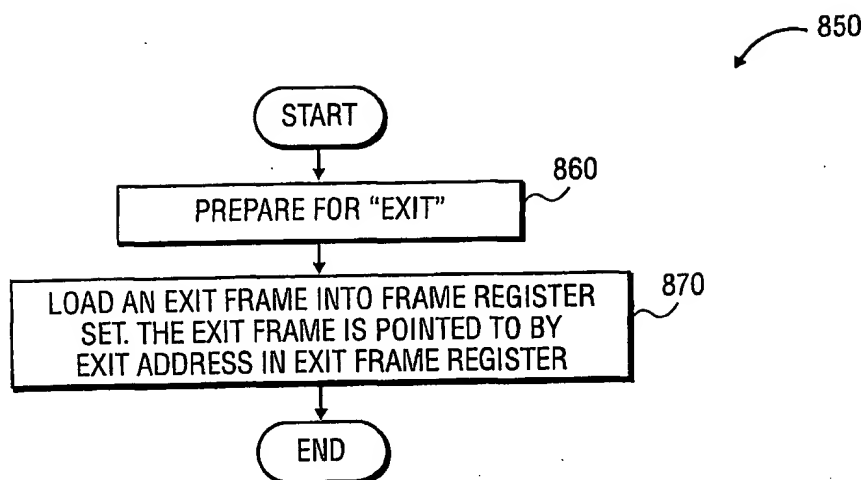 850
START
860
PREPARE FOR “EXIT”
870
LOAD AN EXIT FRAME INTO FRAME REGISTER
SET. THE EXIT FRAME IS POINTED TO BY
EXIT ADDRESS IN EXIT FRAME REGISTER
END